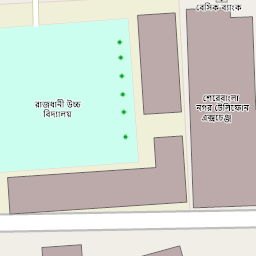 বেসিক ব্যাংক
রাজধানী উচ্চ
বিদ্যালয়
শেরেবাংলা
নগর টেলিফোন
এক্সচেঞ্জ